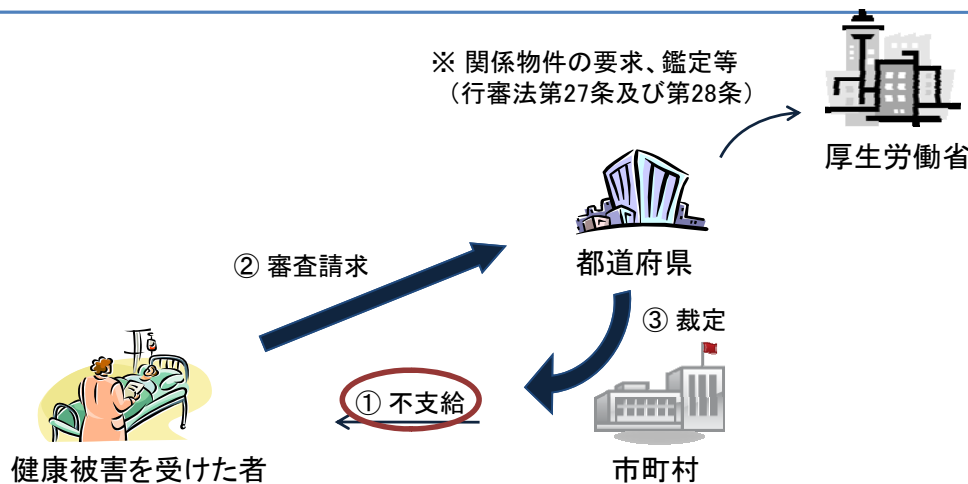 ※ 関係物件の要求、鑑定等
（行審法第27条及び第28条）
厚生労働省
都道府県
② 審査請求
③ 裁定
① 不支給
健康被害を受けた者
市町村